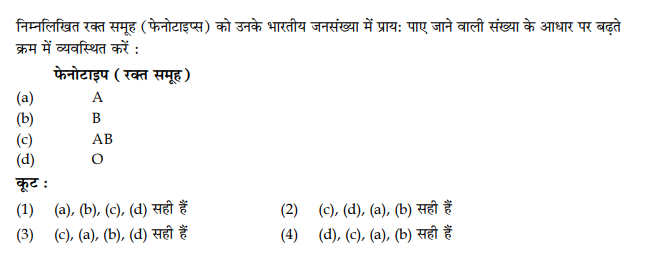 निम्नलिखित रक्त समूह (फेनोटाइप्स) को उनके भारतीय जनसंख्या में प्राय: पाए जाने वाली संख्या के आधार पर बढ़ते
क्रम में व्यवस्थित करें :
फेनोटाइप (रक्त समूह)
(a) A
(b) B
(c) AB
(d) O
कूट :
(1) (a), (b), (c), (d) सही हैं (2) (c), (d), (a), (b) सही हैं
(3) (c), (a), (b), (d) सही हैं (4) (d), (c), (a), (b) सही हैं